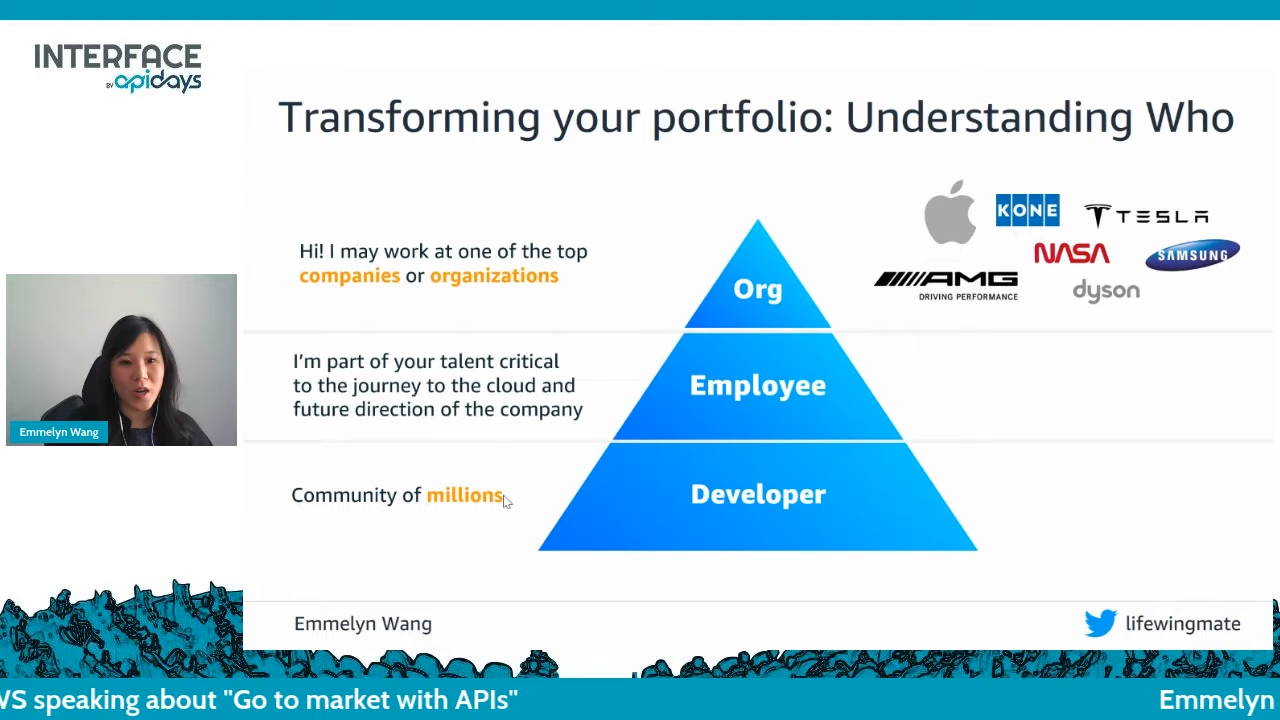 INTERFACE
BY apidays
Transforming your portfolio: Understanding Who
Hi! I may work at one of the top
companies or organizations
Org
KONE
TESLA
NASA
SAMSUNG
AMG
DRIVING PERFORMANCE
dyson
I'm part of your talent critical
to the journey to the cloud and
future direction of the company
Employee
Emmelyn Wang
Community of millions
Developer
Emmelyn Wang
lifewingmate
WS speaking about "Go to market with APIs"
Emmelyn